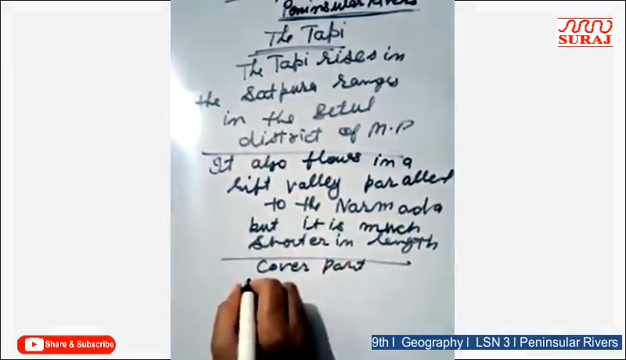 Peninsular Rivers
The Tapi
The Tapi rises in
the Satpura ranges
in the Betul
district of M.P
It also flows in a
rift valley parallel
to the Narmada
but it is much
shorter in length
Cover part
SURAJ
Share & Subscribe
9th I Geography I LSN 3 I Peninsular Rivers